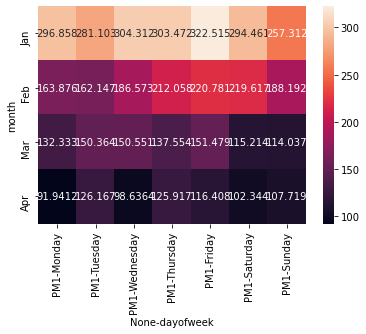 Jan 296.858 281.103 304.312 303.472 322.515 294.461 257.312
Feb 163.876 162.147 186.573 212.058 220.781 219.617 188.192
Mar 132.333 150.364 150.551 137.554 151.479 115.214 114.037
Apr 91.9412 126.167 98.6364 125.917 116.408 102.344 107.719
month
PM1-Monday PM1-Tuesday PM1-Wednesday PM1-Thursday PM1-Friday PM1-Saturday PM1-Sunday
None-dayofweek
300
250
200
150
100